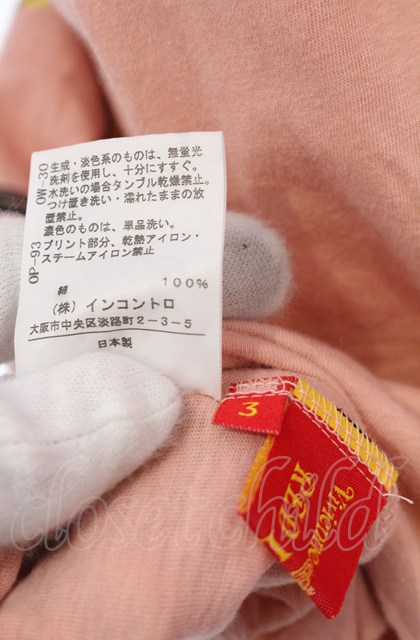 OW-30 生成・淡色系のものは、無蛍光
洗剤を使用し、十分にすすぐ。
水洗いの場合タンブル乾燥禁止。
つけ置き洗い・濡れたままの放
置禁止。
濃色のものは、単品洗い。
OP-93 プリント部分、乾熱アイロン・
スチームアイロン禁止
綿 100%
(株) インコントロ
大阪市中央区淡路町2-3-5
日本製
3
Vivienne
closet child